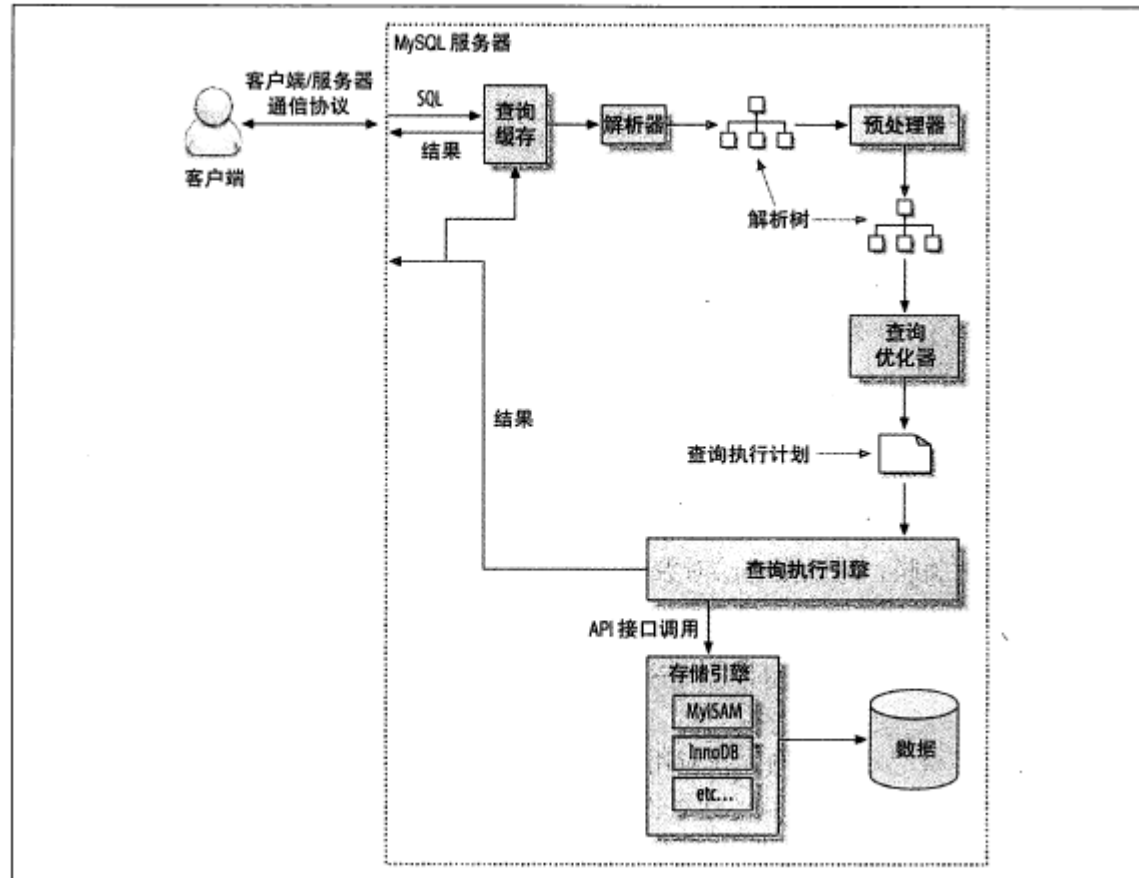 MySQL 服务器
客户端/服务器
通信协议
客户端
SQL
结果
查询
缓存
解析器
预处理器
解析树
查询
优化器
结果
查询执行计划
查询执行引擎
API 接口调用
存储引擎
MyISAM
InnoDB
etc...
数据